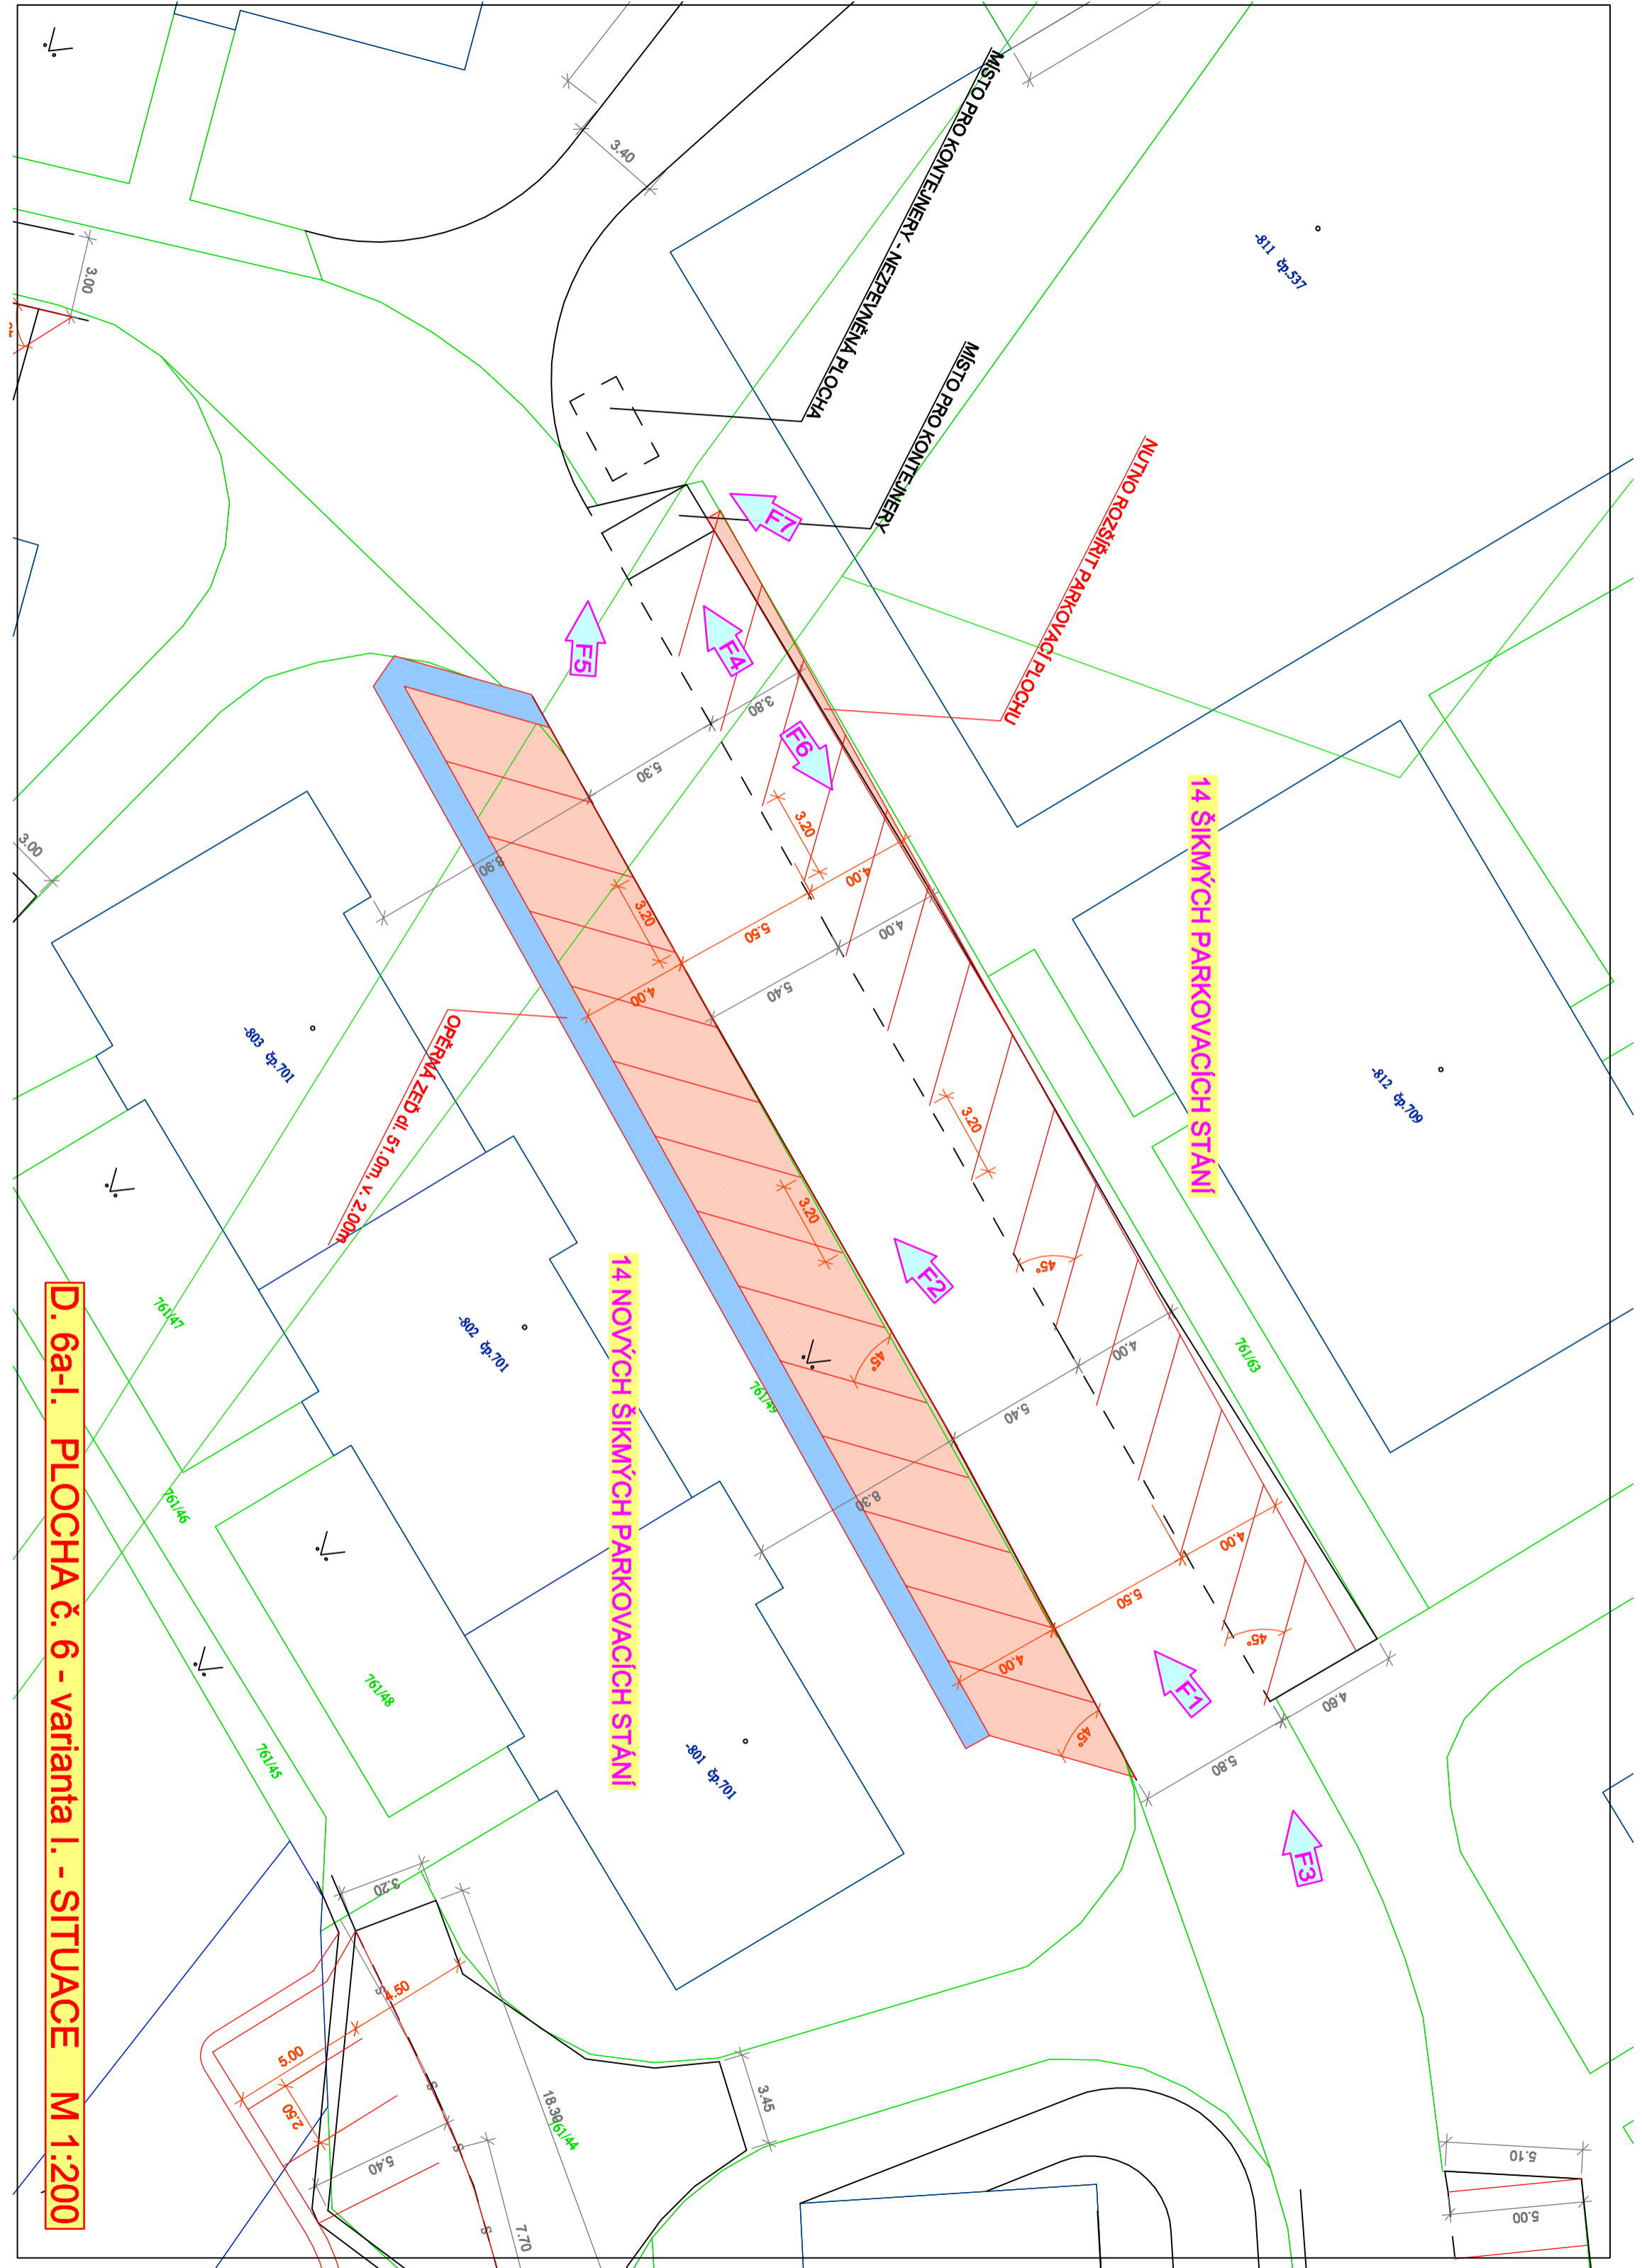 MÍSTO PRO KONTEJNERY - NEZPEVNĚNÁ PLOCHA
MÍSTO PRO KONTEJNERY
NUTNO ROZŠÍŘIT PARKOVACÍ PLOCHU
-811 čp.537
3.40
3.00
F7
F4
F5
F6
3.80
5.30
8.90
3.20
4.00
5.50
3.20
4.00
4.00
5.40
3.00
14 ŠIKMÝCH PARKOVACÍCH STÁNÍ
-812 čp.709
-803 čp.701
OPĚRNÁ ZEĎ dl. 51.0m, v. 2.00m
3.20
3.20
45°
F2
45°
4.00
5.40
8.30
761/63
761/47
761/49
761/46
-802 čp.701
14 NOVÝCH ŠIKMÝCH PARKOVACÍCH STÁNÍ
4.00
5.50
4.00
45°
45°
F1
4.60
5.80
F3
761/48
761/45
-801 čp.701
3.20
4.50
5.00
2.50
5.40
S
S
S
S
18.30
761/44
3.45
7.70
5.10
5.00
D. 6a-I. PLOCHA č. 6 - varianta I. - SITUACE M 1:200